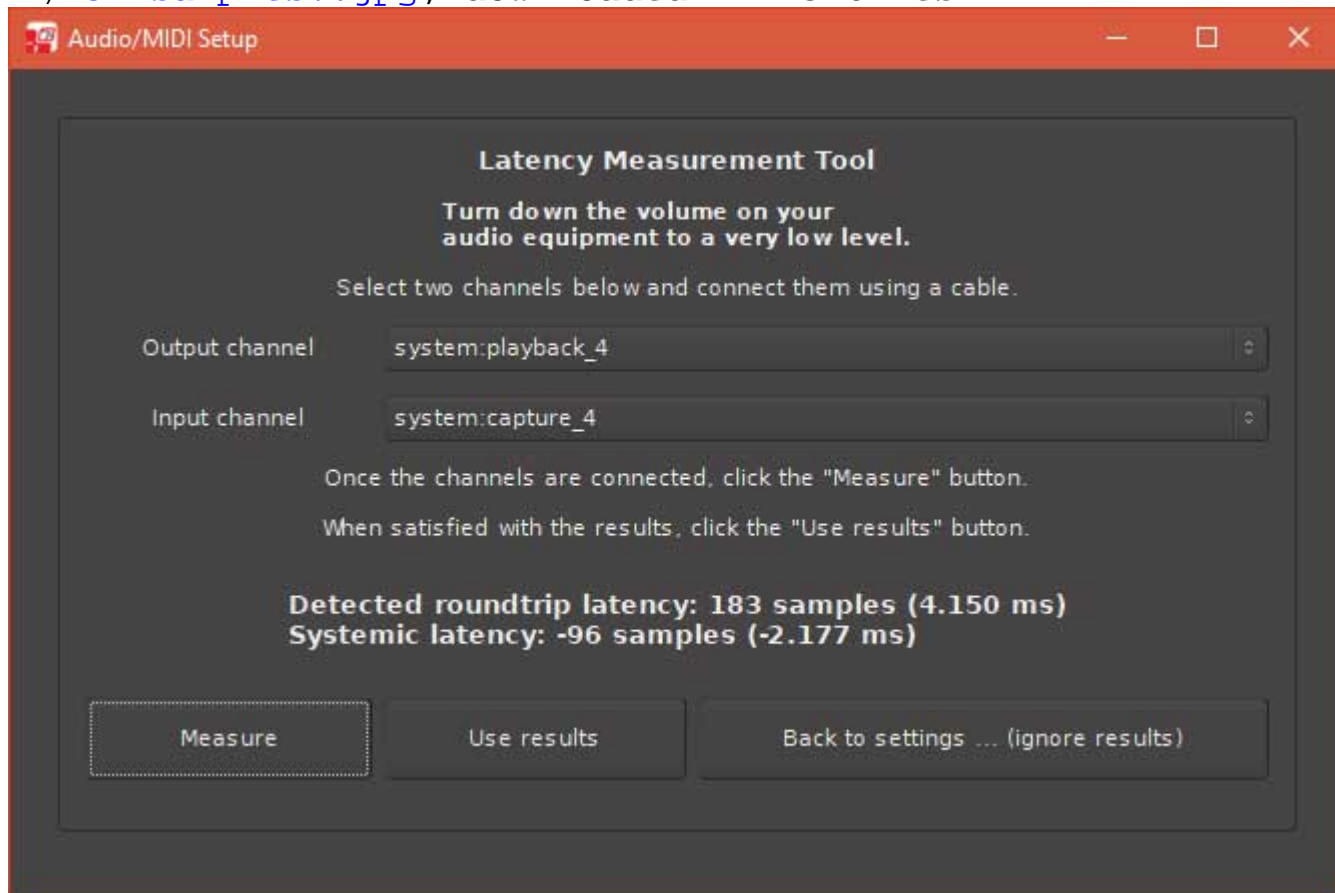 Audio/MIDI Setup
Latency Measurement Tool
Turn down the volume on your
audio equipment to a very low level.
Select two channels below and connect them using a cable.
Output channel system:playback_4
Input channel system:capture_4
Once the channels are connected, click the "Measure" button.
When satisfied with the results, click the "Use results" button.
Detected roundtrip latency: 183 samples (4.150 ms)
Systemic latency: -96 samples (-2.177 ms)
Measure Use results Back to settings ... (ignore results)